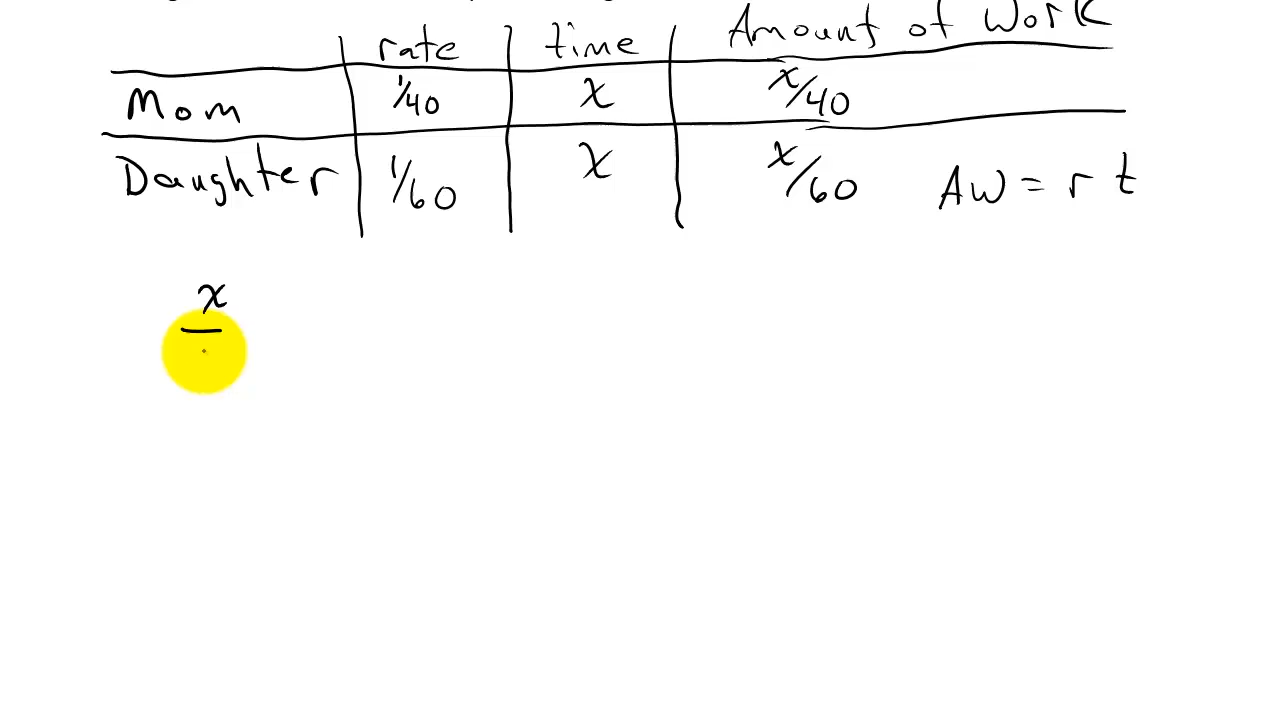 rate time Amount of Work
Mom 1/40 x x/40
Daughter 1/60 x x/60 AW = r t
x